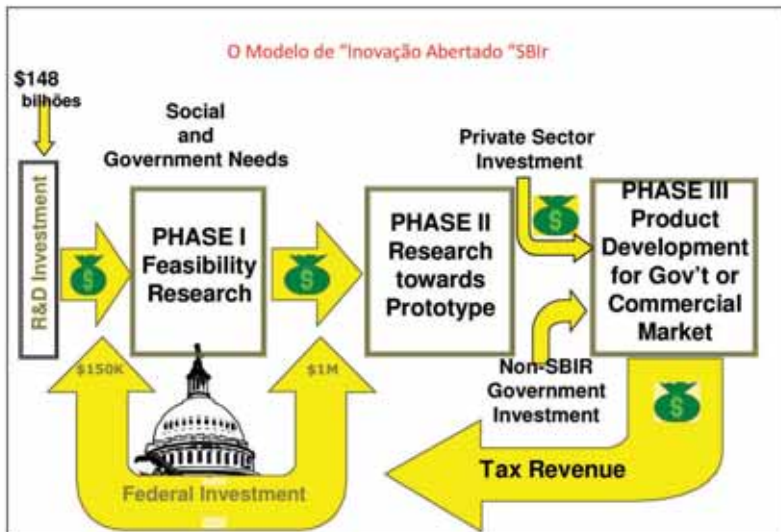 O Modelo de "Inovação Abertado "SBIr
$148
bilhões
Social
and
Government Needs
Private Sector
Investment
R&D Investment
$
PHASE I
Feasibility
Research
$
PHASE II
Research
towards
Prototype
$
PHASE III
Product
Development
for Gov't or
Commercial
Market
$150K
$1M
Non-SBIR
Government
Investment
$
Federal Investment
Tax Revenue